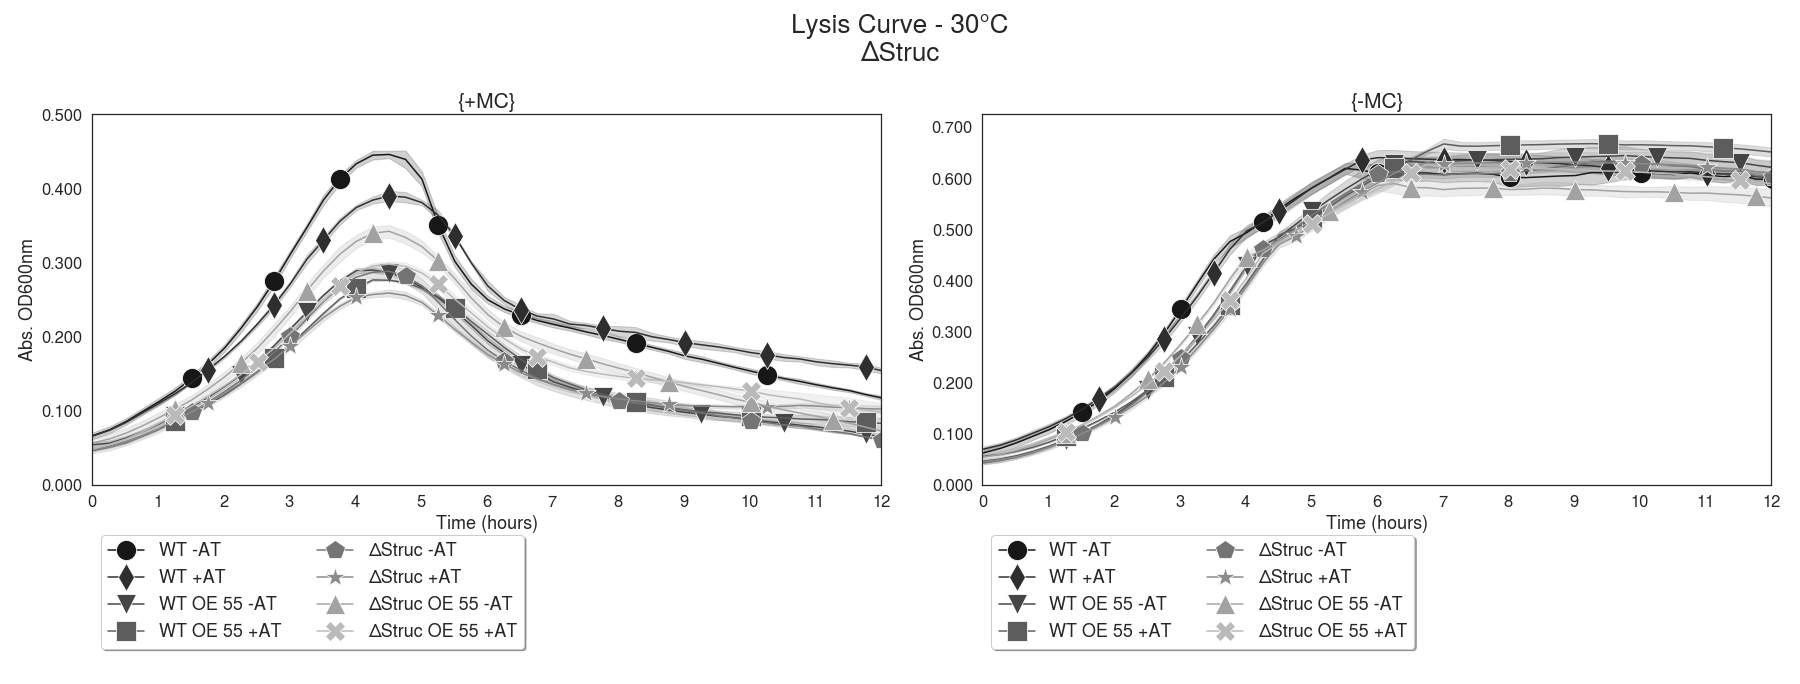 Lysis Curve - 30°C
ΔStruc
{+MC}
0.500
0.400
0.300
0.200
0.100
0.000
Abs. OD600nm
0 1 2 3 4 5 6 7 8 9 10 11 12
Time (hours)
WT -AT
WT +AT
WT OE 55 -AT
WT OE 55 +AT
ΔStruc -AT
ΔStruc +AT
ΔStruc OE 55 -AT
ΔStruc OE 55 +AT
{-MC}
0.700
0.600
0.500
0.400
0.300
0.200
0.100
0.000
Abs. OD600nm
0 1 2 3 4 5 6 7 8 9 10 11 12
Time (hours)
WT -AT
WT +AT
WT OE 55 -AT
WT OE 55 +AT
ΔStruc -AT
ΔStruc +AT
ΔStruc OE 55 -AT
ΔStruc OE 55 +AT